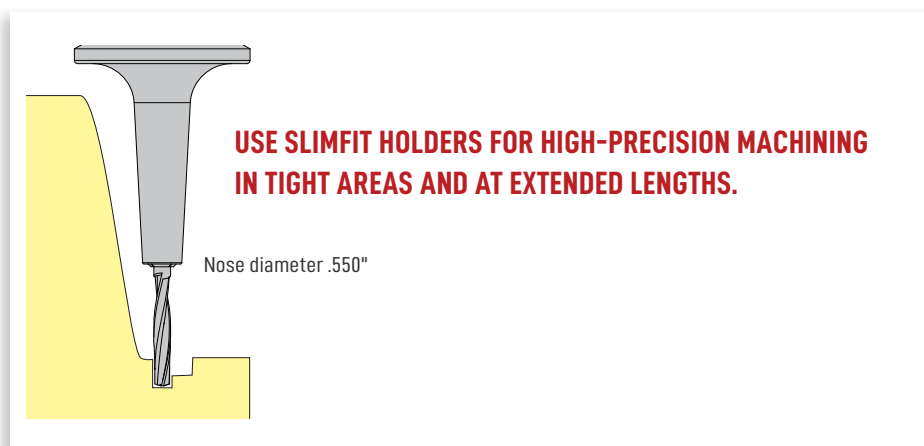 USE SLIMFIT HOLDERS FOR HIGH-PRECISION MACHINING
IN TIGHT AREAS AND AT EXTENDED LENGTHS.
Nose diameter .550"